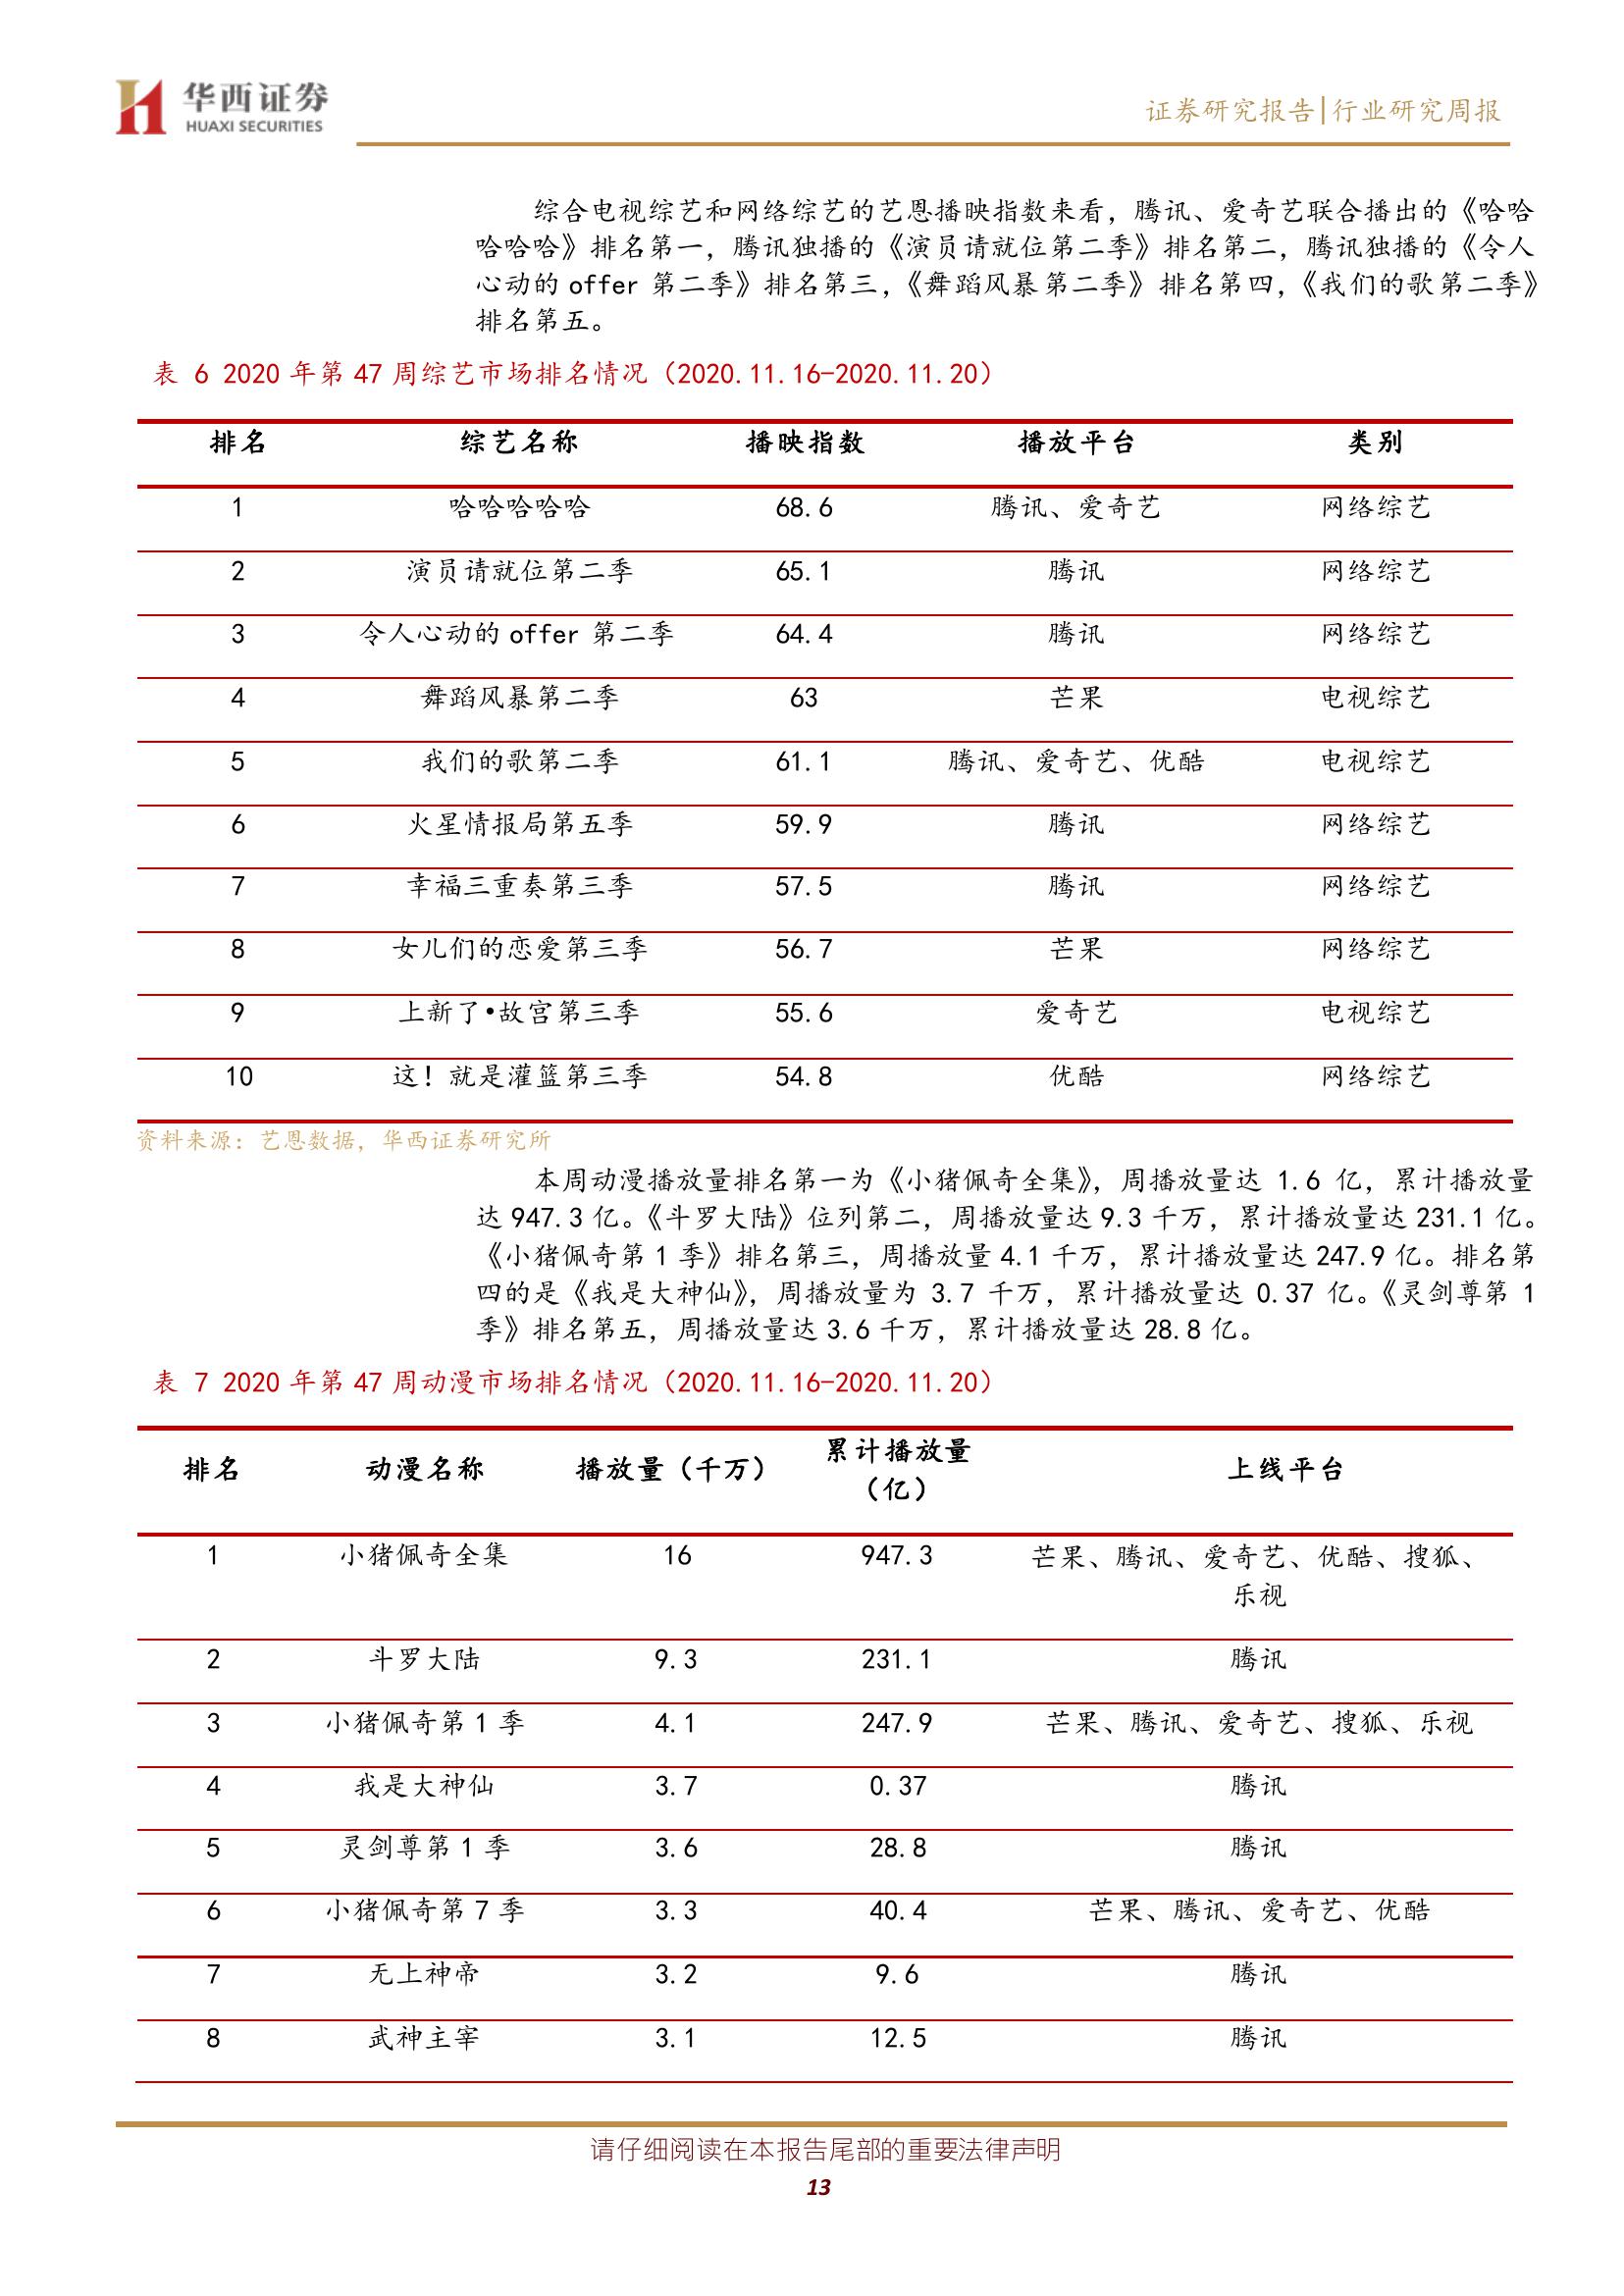 华西证券
HUAXI SECURITIES
证券研究报告|行业研究周报
综合电视综艺和网络综艺的艺恩播映指数来看，腾讯、爱奇艺联合播出的《哈哈
哈哈哈》排名第一，腾讯独播的《演员请就位第二季》排名第二，腾讯独播的《令人
心动的 offer 第二季》排名第三，《舞蹈风暴第二季》排名第四，《我们的歌第二季》
排名第五。
表 6 2020 年第 47 周综艺市场排名情况（2020.11.16-2020.11.20）
排名 综艺名称 播映指数 播放平台 类别
1 哈哈哈哈哈 68.6 腾讯、爱奇艺 网络综艺
2 演员请就位第二季 65.1 腾讯 网络综艺
3 令人心动的 offer 第二季 64.4 腾讯 网络综艺
4 舞蹈风暴第二季 63 芒果 电视综艺
5 我们的歌第二季 61.1 腾讯、爱奇艺、优酷 电视综艺
6 火星情报局第五季 59.9 腾讯 网络综艺
7 幸福三重奏第三季 57.5 腾讯 网络综艺
8 女儿们的恋爱第三季 56.7 芒果 网络综艺
9 上新了•故宫第三季 55.6 爱奇艺 电视综艺
10 这！就是灌篮第三季 54.8 优酷 网络综艺
资料来源：艺恩数据，华西证券研究所
本周动漫播放量排名第一为《小猪佩奇全集》，周播放量达 1.6 亿，累计播放量
达 947.3 亿。《斗罗大陆》位列第二，周播放量达 9.3 千万，累计播放量达 231.1 亿。
《小猪佩奇第 1 季》排名第三，周播放量 4.1 千万，累计播放量达 247.9 亿。排名第
四的是《我是大神仙》，周播放量为 3.7 千万，累计播放量达 0.37 亿。《灵剑尊第 1
季》排名第五，周播放量达 3.6 千万，累计播放量达 28.8 亿。
表 7 2020 年第 47 周动漫市场排名情况（2020.11.16-2020.11.20）
排名 动漫名称 播放量（千万） 累计播放量 上线平台
（亿）
1 小猪佩奇全集 16 947.3 芒果、腾讯、爱奇艺、优酷、搜狐、
乐视
2 斗罗大陆 9.3 231.1 腾讯
3 小猪佩奇第 1 季 4.1 247.9 芒果、腾讯、爱奇艺、搜狐、乐视
4 我是大神仙 3.7 0.37 腾讯
5 灵剑尊第 1 季 3.6 28.8 腾讯
6 小猪佩奇第 7 季 3.3 40.4 芒果、腾讯、爱奇艺、优酷
7 无上神帝 3.2 9.6 腾讯
8 武神主宰 3.1 12.5 腾讯
请仔细阅读在本报告尾部的重要法律声明
13